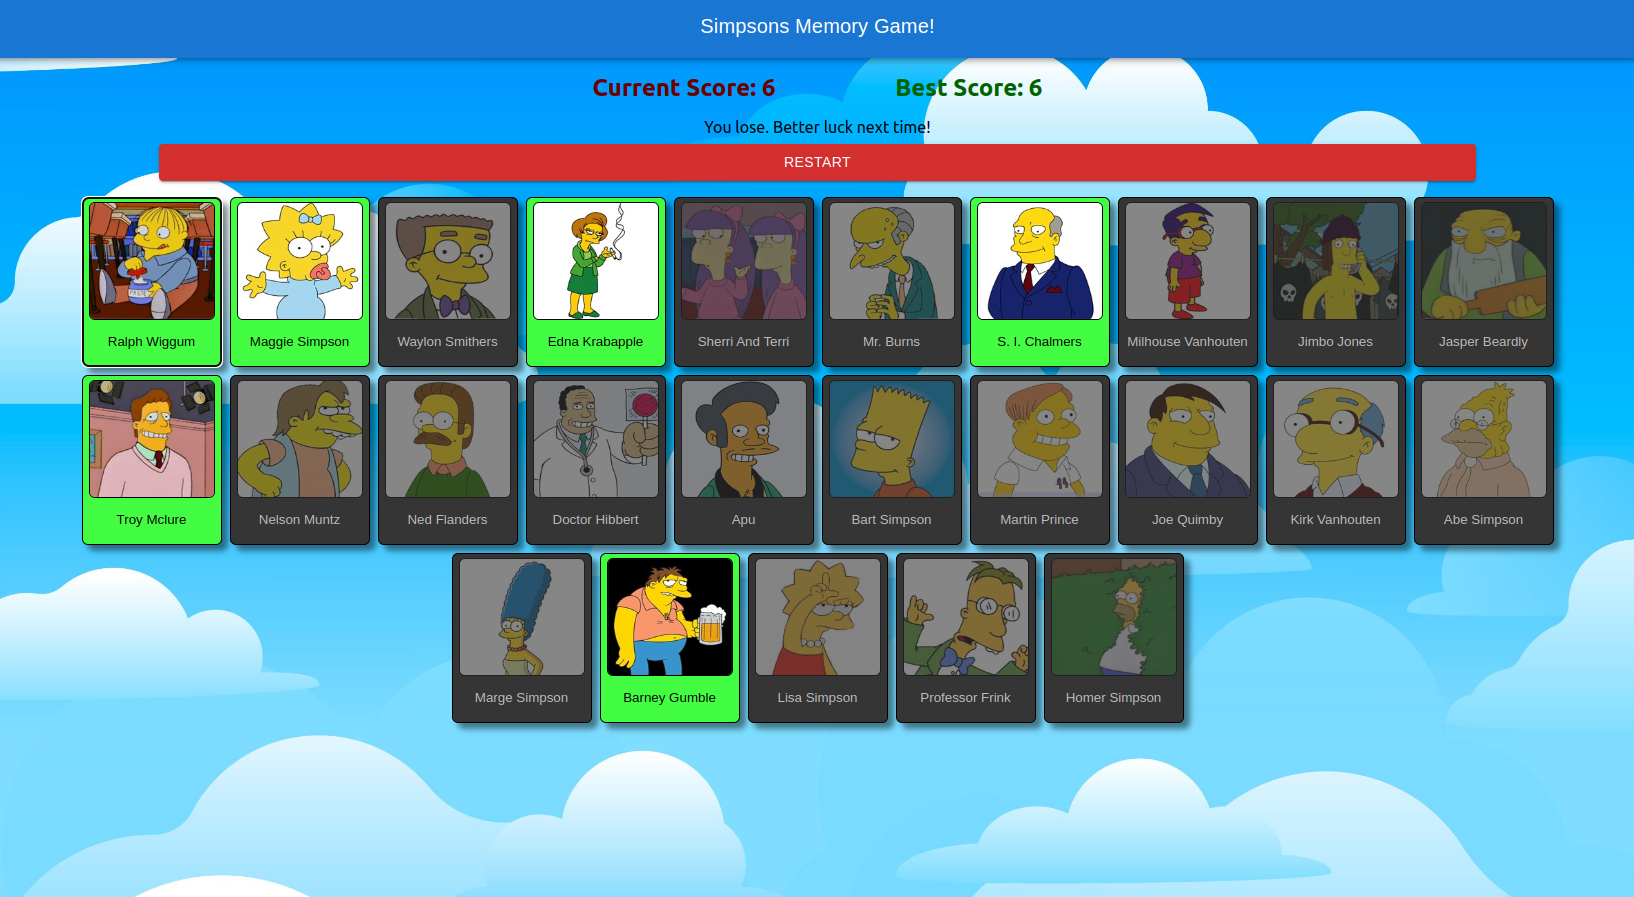 Simpsons Memory Game!
Current Score: 6
Best Score: 6
You lose. Better luck next time!
RESTART
Ralph Wiggum
Maggie Simpson
Waylon Smithers
Edna Krabapple
Sherri And Terri
Mr. Burns
S. I. Chalmers
Milhouse Vanhouten
Jimbo Jones
Jasper Beardly
Troy Mclure
Nelson Muntz
Ned Flanders
Doctor Hibbert
Apu
Bart Simpson
Martin Prince
Joe Quimby
Kirk Vanhouten
Abe Simpson
Marge Simpson
Barney Gumble
Lisa Simpson
Professor Frink
Homer Simpson